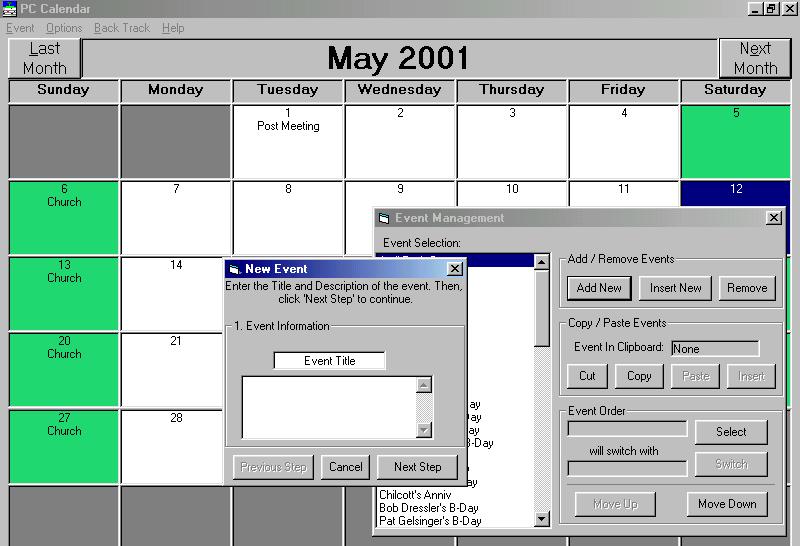 PC Calendar
Event Options Back Track Help
Last Month
May 2001
Next Month
Sunday Monday Tuesday Wednesday Thursday Friday Saturday
1 2 3 4 5
Post Meeting
6 7 8 9 10 11 12
Church
Event Management
Event Selection:
Add / Remove Events
Add New Insert New Remove
Copy / Paste Events
Event In Clipboard: None
Cut Copy Paste Insert
Event Order
Select
will switch with
Switch
Move Up Move Down
ay
day
ay
B-Day
ay
Chilcott's Anniv
Bob Dressler's B-Day
Pat Gelsinger's B-Day
13 14
Church
New Event
Enter the Title and Description of the event. Then,
click 'Next Step' to continue.
1. Event Information
Event Title
Previous Step Cancel Next Step
20 21
Church
27 28
Church